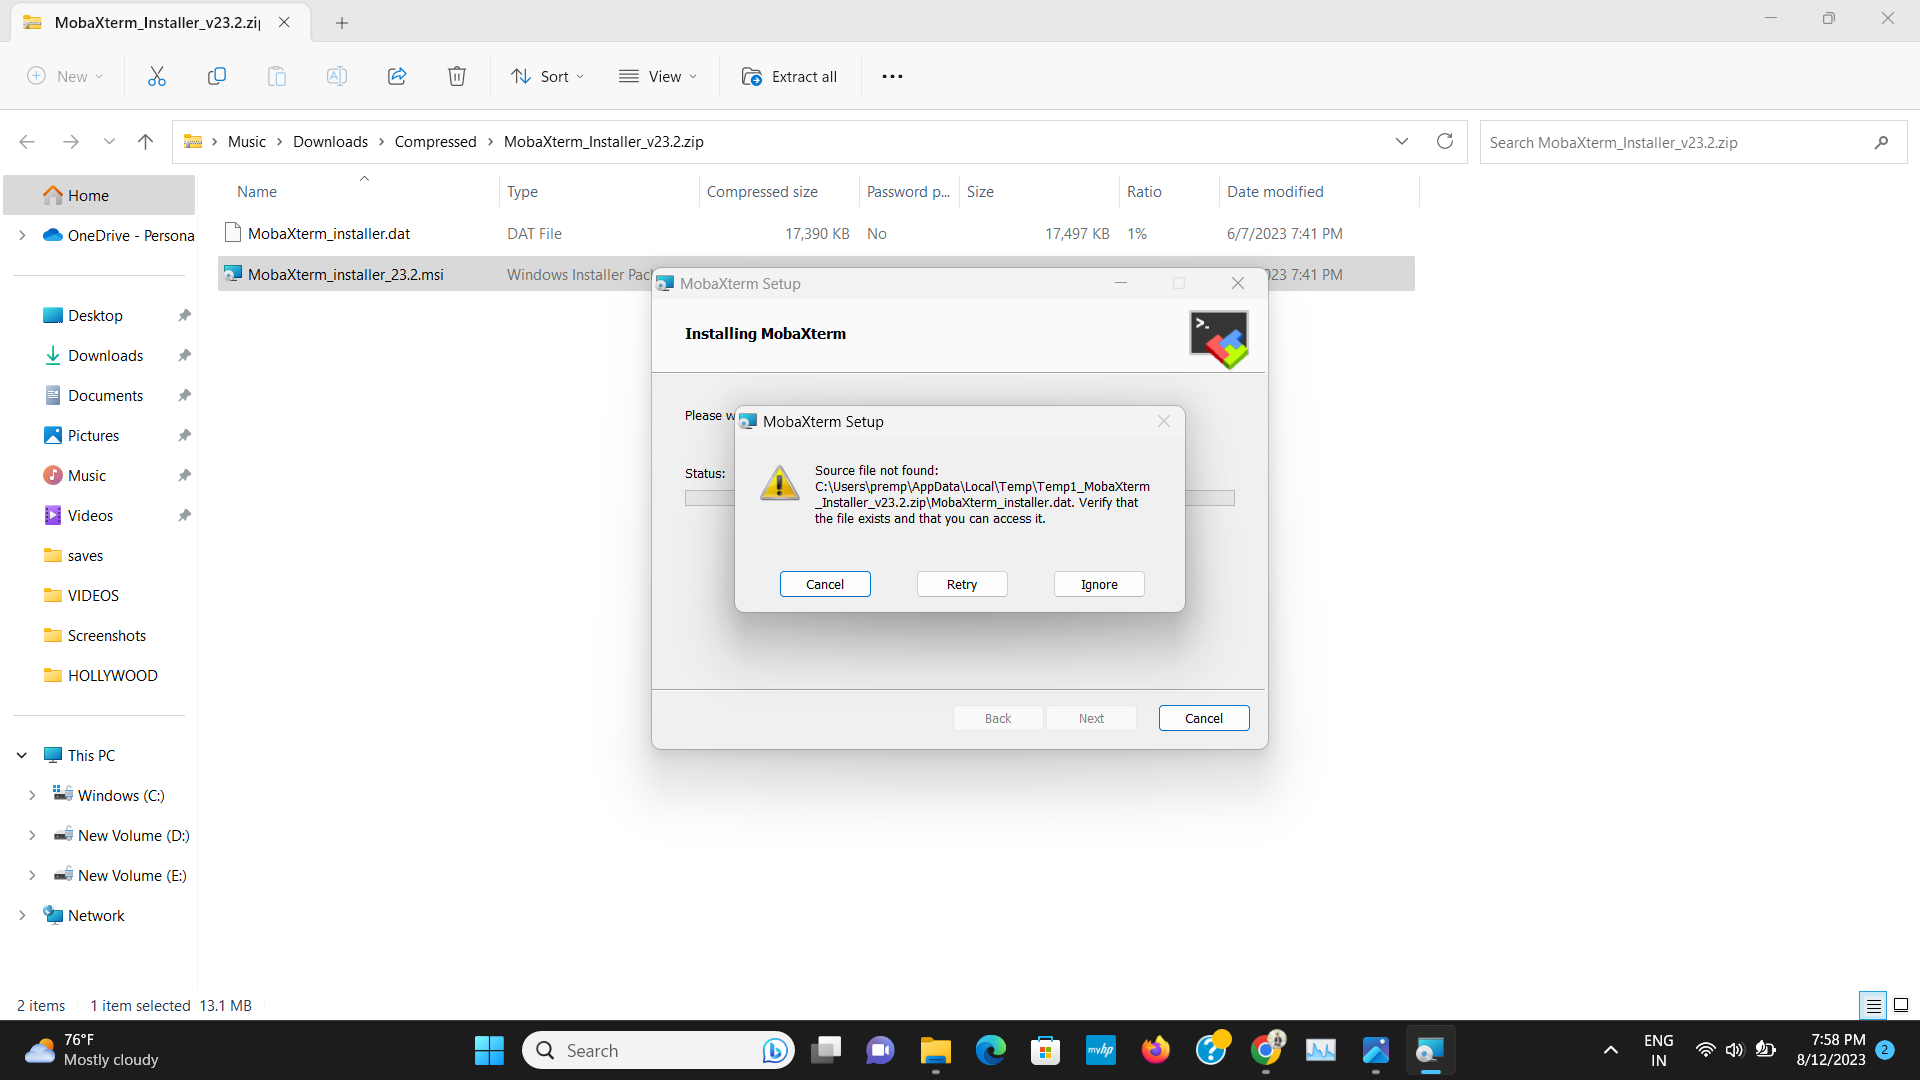 MobaXterm_Installer_v23.2.zip
New
Sort
View
Extract all
Music
Downloads
Compressed
MobaXterm_Installer_v23.2.zip
Search MobaXterm_Installer_v23.2.zip
Home
OneDrive - Persona
Desktop
Downloads
Documents
Pictures
Music
Videos
saves
VIDEOS
Screenshots
HOLLYWOOD
This PC
Windows (C:)
New Volume (D:)
New Volume (E:)
Network
Name Type Compressed size Password p... Size Ratio Date modified
MobaXterm_installer.dat DAT File 17,390 KB No 17,497 KB 1% 6/7/2023 7:41 PM
MobaXterm_installer_23.2.msi Windows Installer Pac 23 7:41 PM
MobaXterm Setup
Installing MobaXterm
Please w
Status:
MobaXterm Setup
Source file not found:
C:\Users\premp\AppData\Local\Temp\Temp1_MobaXterm
_Installer_v23.2.zip\MobaXterm_installer.dat. Verify that
the file exists and that you can access it.
Cancel Retry Ignore
Back Next Cancel
2 items 1 item selected 13.1 MB
76°F
Mostly cloudy
Search
myhp
ENG
IN
7:58 PM
8/12/2023
2